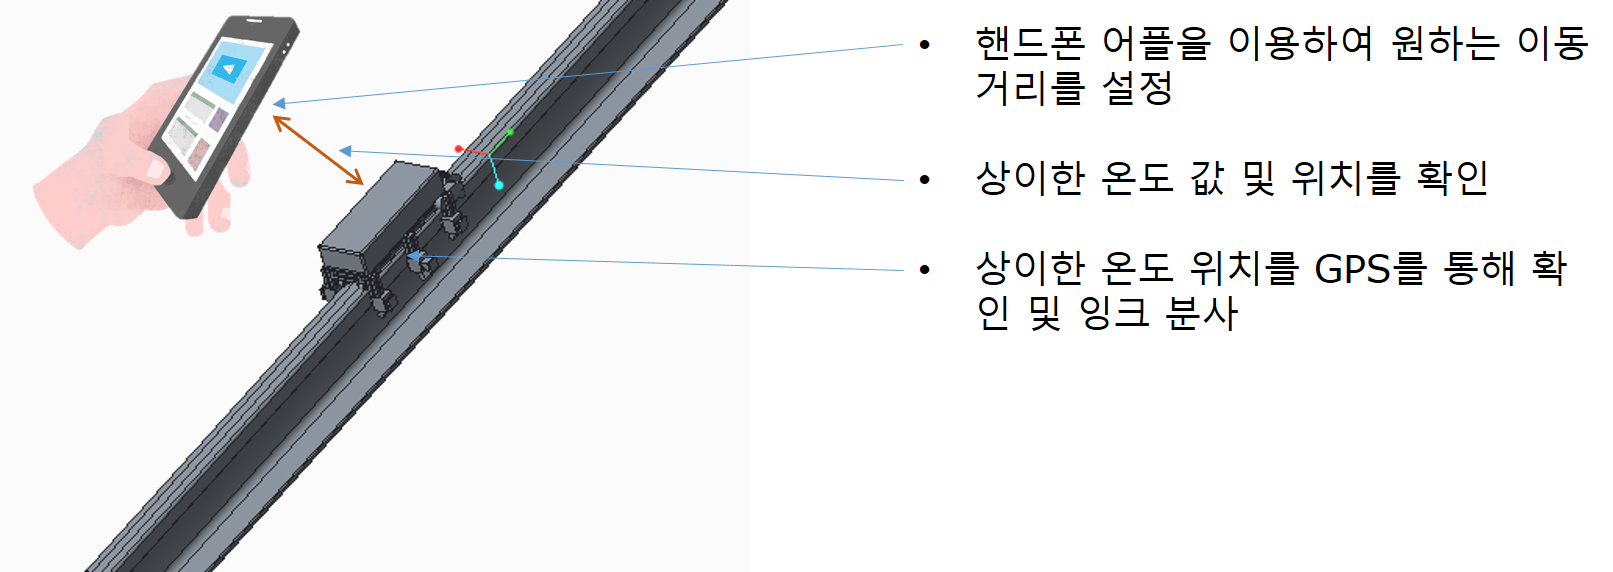 • 핸드폰 어플을 이용하여 원하는 이동
거리를 설정
• 상이한 온도 값 및 위치를 확인
• 상이한 온도 위치를 GPS를 통해 확
인 및 잉크 분사